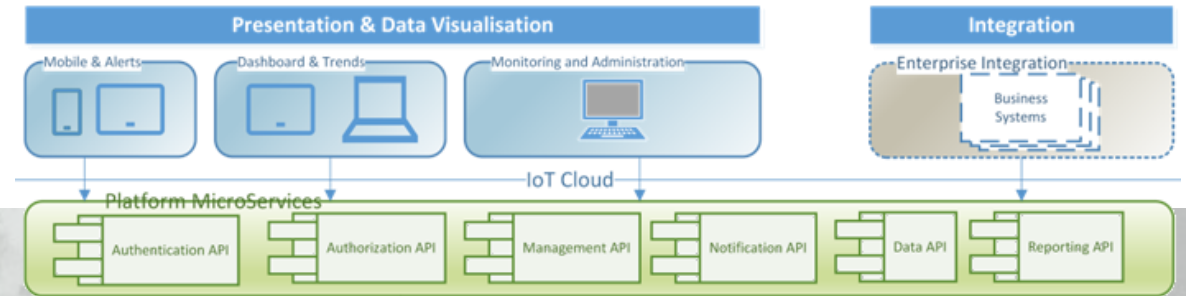 Presentation & Data Visualisation
Integration
Mobile & Alerts
Dashboard & Trends
Monitoring and Administration
Enterprise Integration
Business
Systems
IoT Cloud
Platform MicroServices
Authentication API
Authorization API
Management API
Notification API
Data API
Reporting API